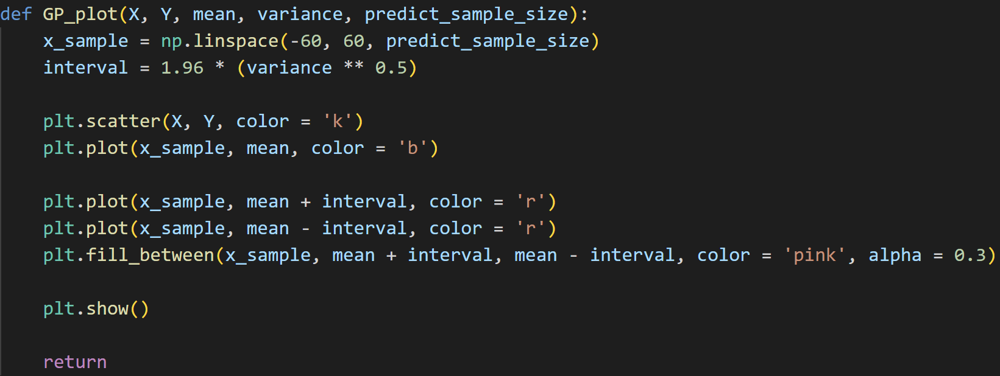 def GP_plot(X, Y, mean, variance, predict_sample_size):
    x_sample = np.linspace(-60, 60, predict_sample_size)
    interval = 1.96 * (variance ** 0.5)
    plt.scatter(X, Y, color = 'k')
    plt.plot(x_sample, mean, color = 'b')
    plt.plot(x_sample, mean + interval, color = 'r')
    plt.plot(x_sample, mean - interval, color = 'r')
    plt.fill_between(x_sample, mean + interval, mean - interval, color = 'pink', alpha = 0.3)
    plt.show()
    return